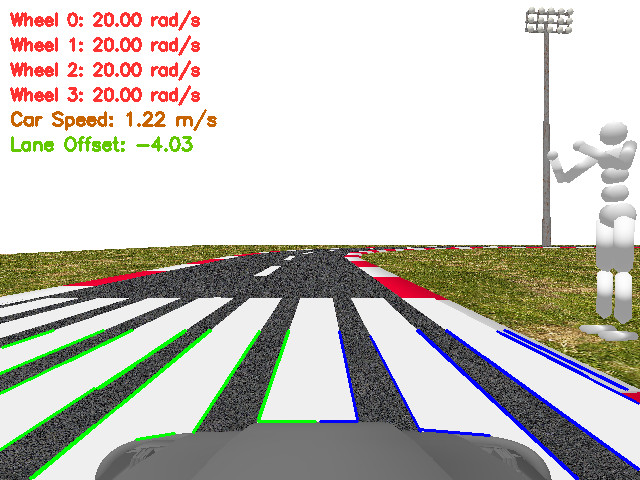 Wheel 0: 20.00 rad/s
Wheel 1: 20.00 rad/s
Wheel 2: 20.00 rad/s
Wheel 3: 20.00 rad/s
Car Speed: 1.22 m/s
Lane Offset: -4.03